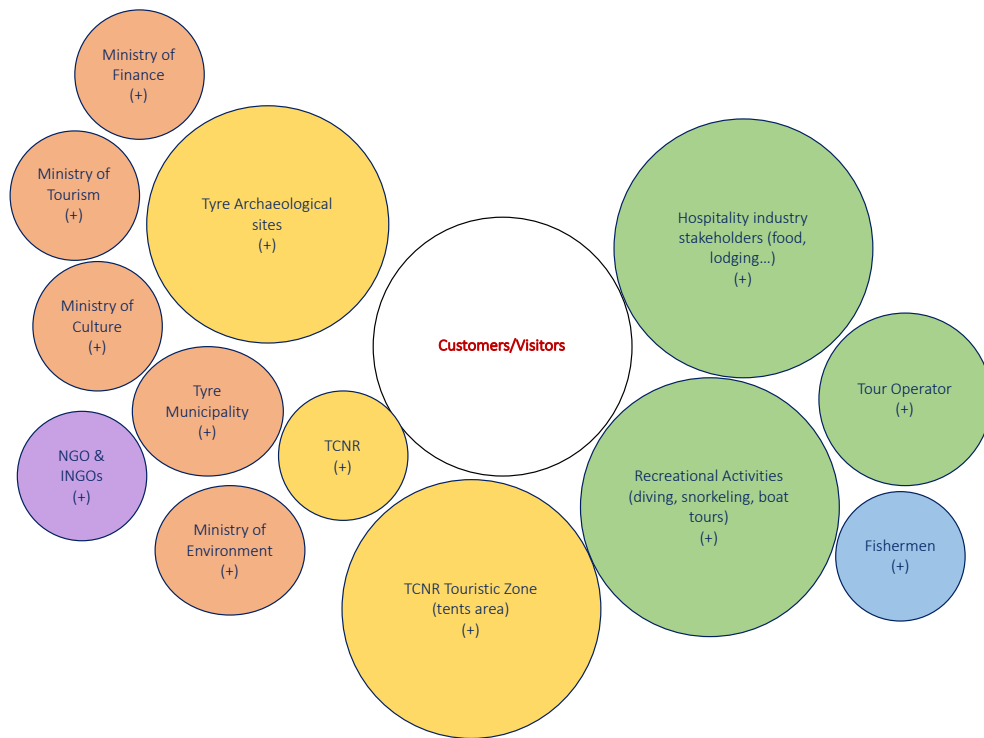 Ministry of
Finance
(+)
Ministry of
Tourism
(+)
Tyre Archaeological
sites
(+)
Hospitality industry
stakeholders (food,
lodging…)
(+)
Ministry of
Culture
(+)
Customers/Visitors
Tyre
Municipality
(+)
Tour Operator
(+)
TCNR
(+)
NGO &
INGOs
(+)
Recreational Activities
(diving, snorkeling, boat
tours)
(+)
Ministry of
Environment
(+)
Fishermen
(+)
TCNR Touristic Zone
(tents area)
(+)